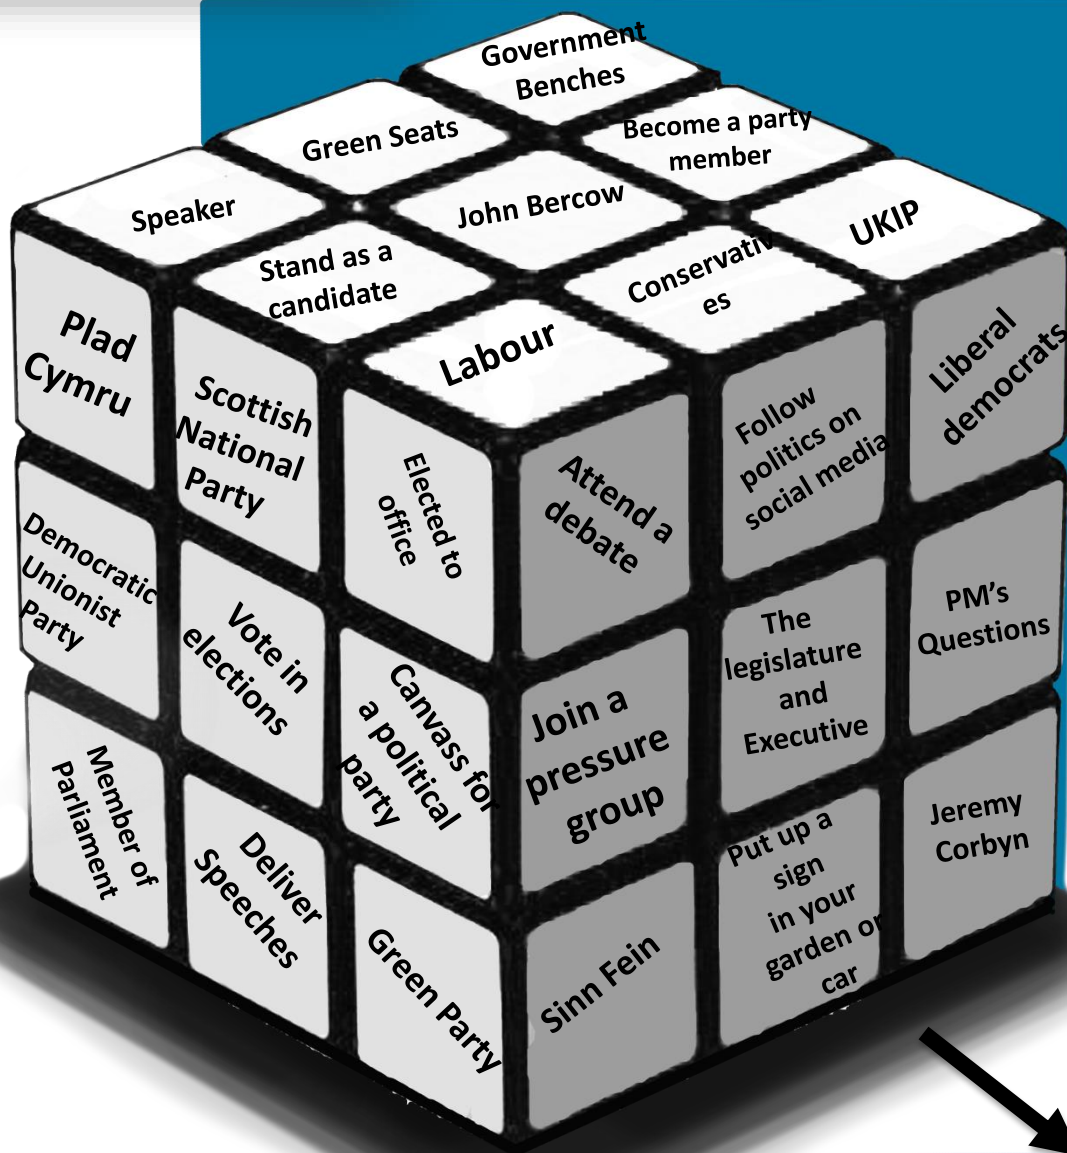 Government
Benches
Green Seats
Become a party
member
Speaker
John Bercow
UKIP
Stand as a
candidate
Conservativ
es
Labour
Plad
Cymru
Scottish
National
Party
Elected to
office
Democratic
Unionist
Party
Vote in
elections
Canvass for
a political
party
Member of
Parliament
Deliver
Speeches
Green Party
Attend a
debate
Follow
politics on
social media
Liberal
democrats
Join a
pressure
group
The
legislature
and
Executive
PM's
Questions
Sinn Fein
Put up a
sign
in your
garden or
car
Jeremy
Corbyn